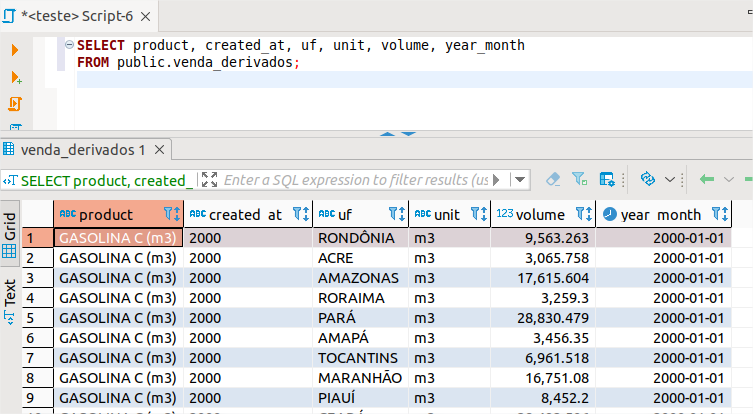 *<teste> Script-6
SELECT product, created_at, uf, unit, volume, year_month
FROM public.venda_derivados;
venda_derivados 1
SELECT product, created_ Enter a SQL expression to filter results (us
Grid
Text
ABC product ABC created_at ABC uf ABC unit 123 volume year_month
1 GASOLINA C (m3) 2000 RONDÔNIA m3 9,563.263 2000-01-01
2 GASOLINA C (m3) 2000 ACRE m3 3,065.758 2000-01-01
3 GASOLINA C (m3) 2000 AMAZONAS m3 17,615.604 2000-01-01
4 GASOLINA C (m3) 2000 RORAIMA m3 3,259.3 2000-01-01
5 GASOLINA C (m3) 2000 PARÁ m3 28,830.479 2000-01-01
6 GASOLINA C (m3) 2000 AMAPÁ m3 3,456.35 2000-01-01
7 GASOLINA C (m3) 2000 TOCANTINS m3 6,961.518 2000-01-01
8 GASOLINA C (m3) 2000 MARANHÃO m3 16,751.08 2000-01-01
9 GASOLINA C (m3) 2000 PIAUÍ m3 8,452.2 2000-01-01